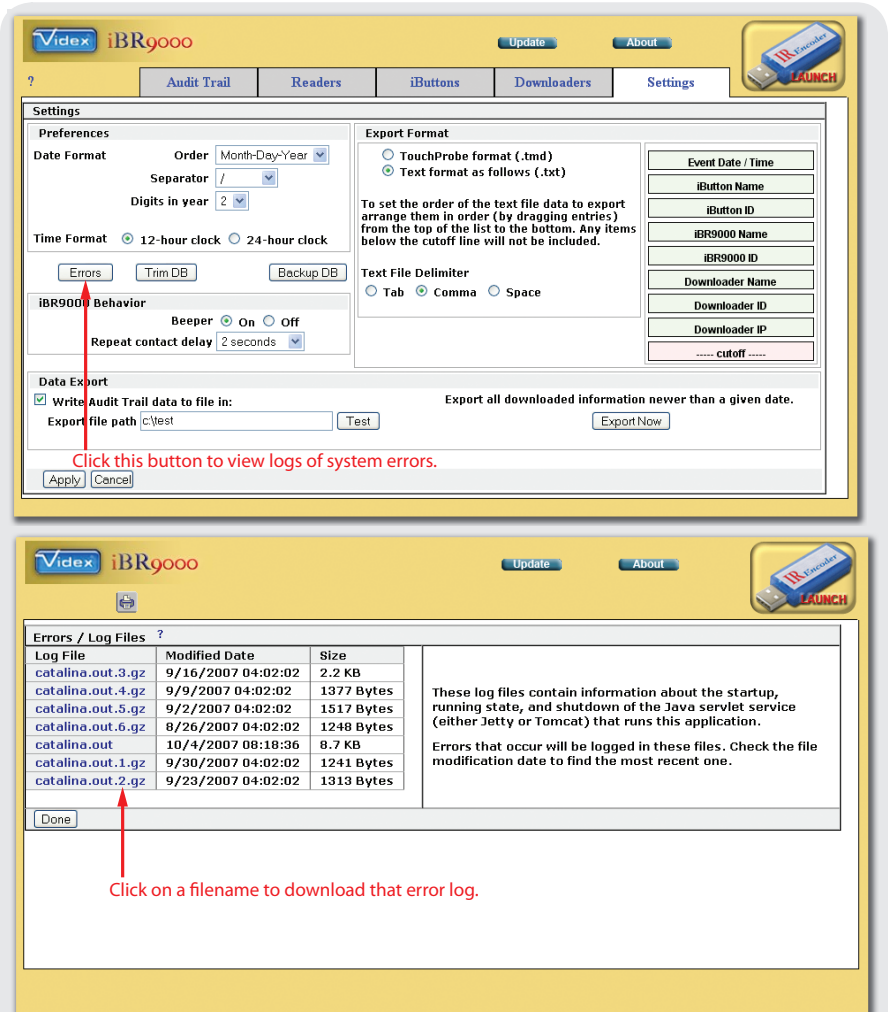 Videx iBR9000
Update
About
IR Encoder
LAUNCH
?
Audit Trail
Readers
iButtons
Downloaders
Settings
Settings
Preferences
Date Format
Order Month-Day-Year
Separator /
Digits in year 2
Time Format 12-hour clock 24-hour clock
Errors
Trim DB
Backup DB
iBR9000 Behavior
Beeper On Off
Repeat contact delay 2 seconds
Export Format
TouchProbe format (.tmd)
Text format as follows (.txt)
To set the order of the text file data to export
arrange them in order (by dragging entries)
from the top of the list to the bottom. Any items
below the cutoff line will not be included.
Text File Delimiter
Tab Comma Space
Event Date / Time
iButton Name
iButton ID
iBR9000 Name
iBR9000 ID
Downloader Name
Downloader ID
Downloader IP
----- cutoff -----
Data Export
Write Audit Trail data to file in:
Export file path c:\test
Test
Export all downloaded information newer than a given date.
Export Now
Click this button to view logs of system errors.
Apply Cancel
Videx iBR9000
Update
About
IR Encoder
LAUNCH
Errors / Log Files ?
Log File Modified Date Size
catalina.out.3.gz 9/16/2007 04:02:02 2.2 KB
catalina.out.4.gz 9/9/2007 04:02:02 1377 Bytes
catalina.out.5.gz 9/2/2007 04:02:02 1517 Bytes
catalina.out.6.gz 8/26/2007 04:02:02 1248 Bytes
catalina.out 10/4/2007 08:18:36 8.7 KB
catalina.out.1.gz 9/30/2007 04:02:02 1241 Bytes
catalina.out.2.gz 9/23/2007 04:02:02 1313 Bytes
These log files contain information about the startup,
running state, and shutdown of the Java servlet service
(either Jetty or Tomcat) that runs this application.
Errors that occur will be logged in these files. Check the file
modification date to find the most recent one.
Done
Click on a filename to download that error log.